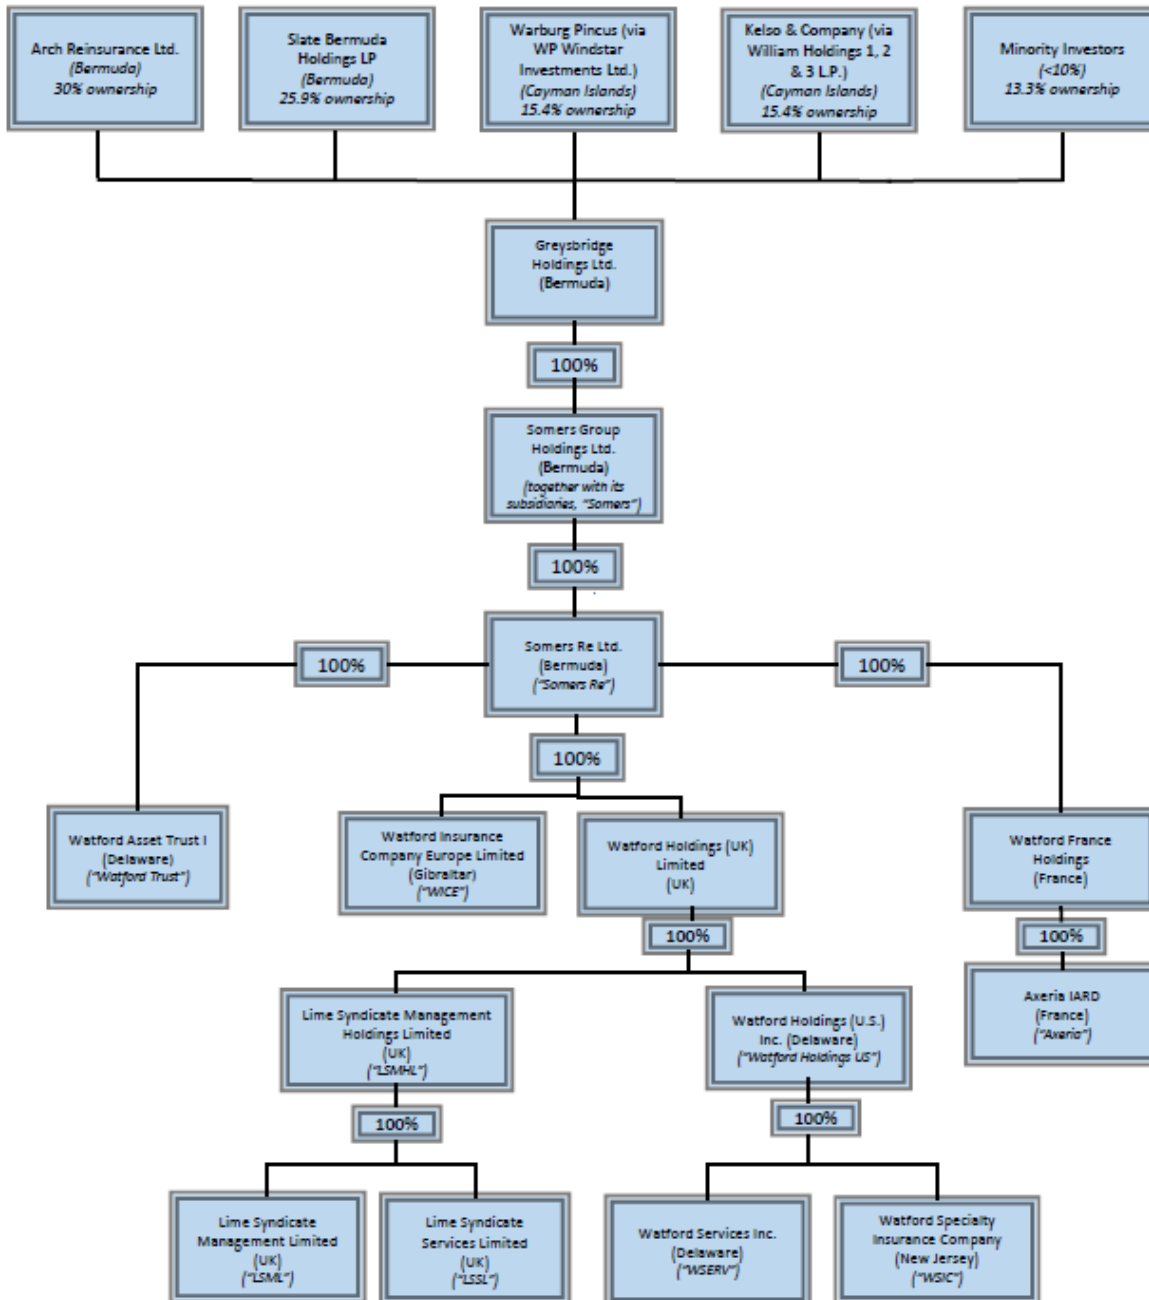 Arch Reinsurance Ltd.
(Bermuda)
30% ownership
Slate Bermuda
Holdings LP
(Bermuda)
25.9% ownership
Warburg Pincus (via
WP Windstar
Investments Ltd.)
(Cayman Islands)
15.4% ownership
Kelso & Company (via
William Holdings 1, 2
& 3 L.P.)
(Cayman Islands)
15.4% ownership
Minority Investors
(<10%)
13.3% ownership
Greysbridge
Holdings Ltd.
(Bermuda)
100%
Somers Group
Holdings Ltd.
(Bermuda)
(together with its
subsidiaries, "Somers")
100%
Somers Re Ltd.
(Bermuda)
("Somers Re")
100%
100%
100%
Watford Asset Trust I
(Delaware)
("Watford Trust")
Watford Insurance
Company Europe Limited
(Gibraltar)
("WICE")
Watford Holdings (UK)
Limited
(UK)
Watford France
Holdings
(France)
100%
100%
Lime Syndicate Management
Holdings Limited
(UK)
("LSMHL")
Watford Holdings (U.S.)
Inc. (Delaware)
("Watford Holdings US")
Axeria IARD
(France)
("Axeria")
100%
100%
Lime Syndicate
Management Limited
(UK)
("LSML")
Lime Syndicate
Services Limited
(UK)
("LSSL")
Watford Services Inc.
(Delaware)
("WSERV")
Watford Specialty
Insurance Company
(New Jersey)
("WSIC")